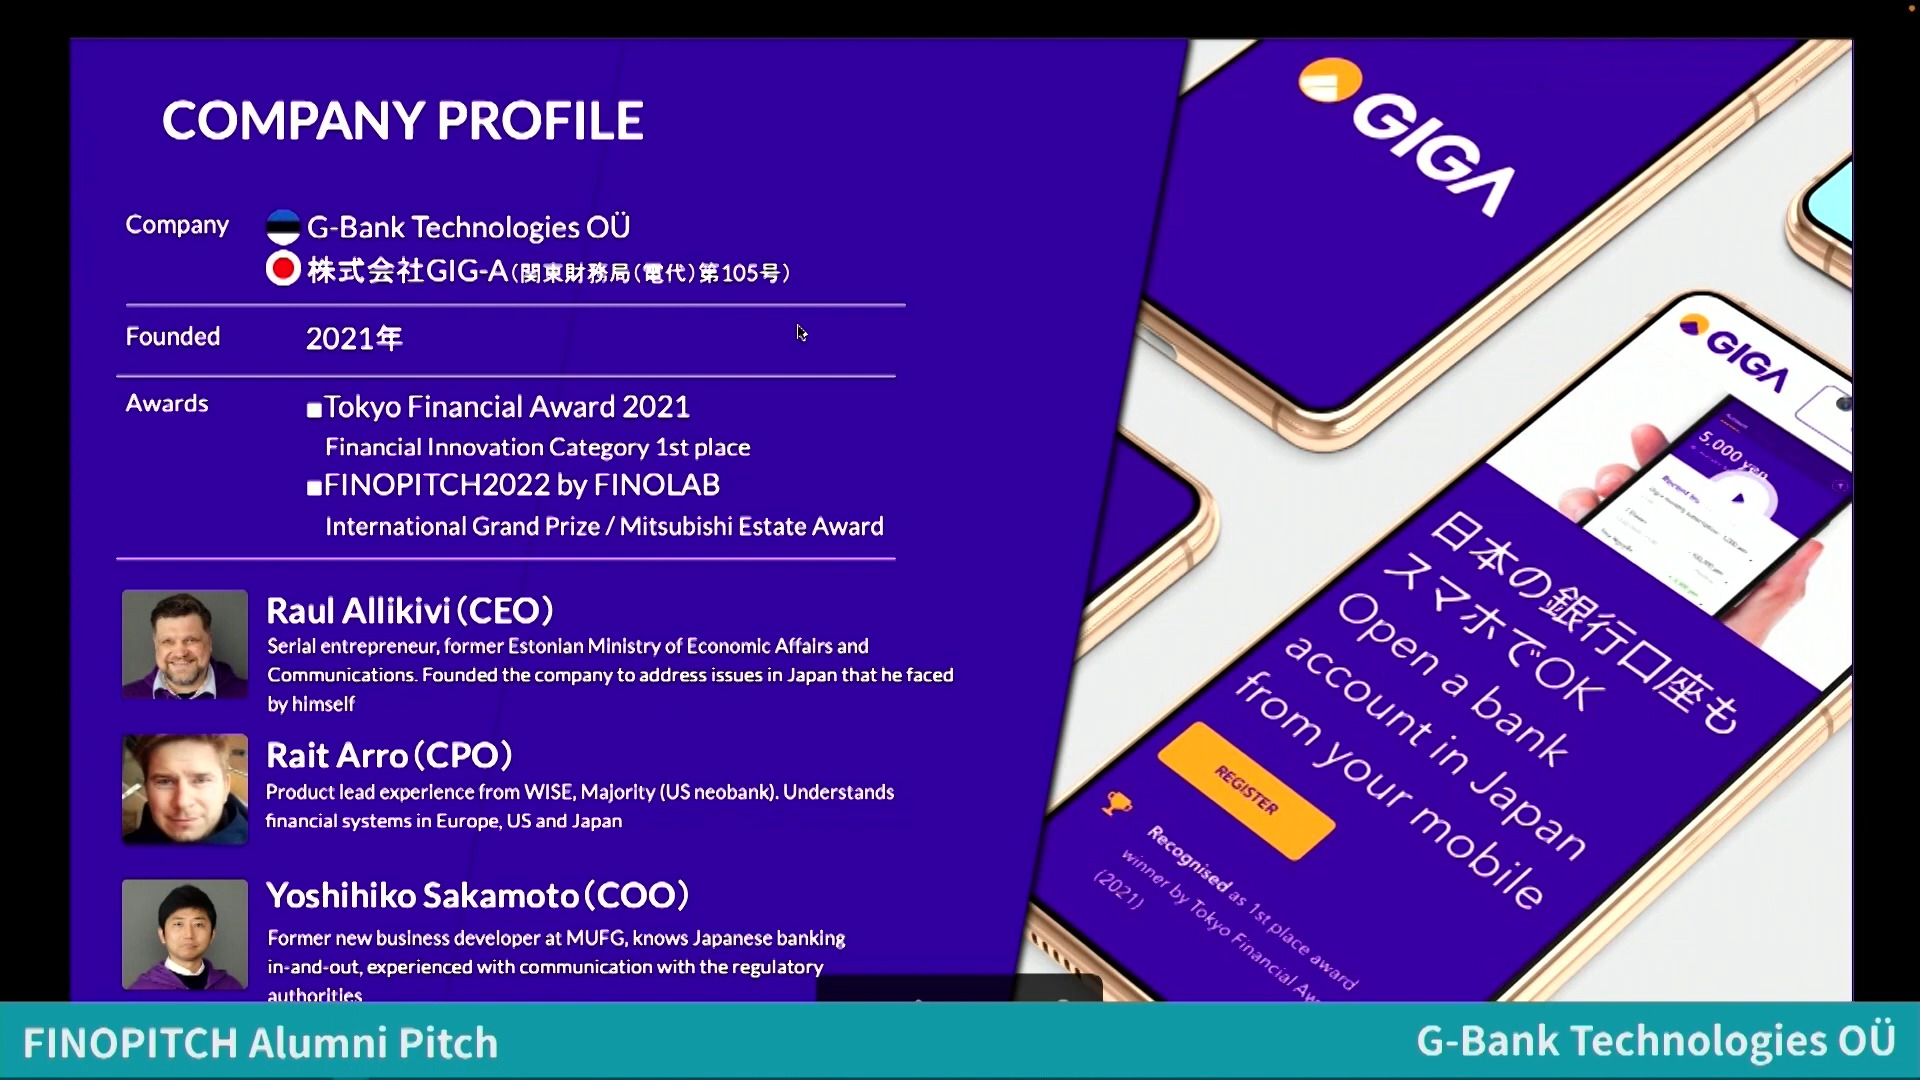 COMPANY PROFILE
Company
G-Bank Technologies OÜ
株式会社GIG-A（関東財務局（電代）第105号）
Founded
2021年
Awards
■Tokyo Financial Award 2021
Financial Innovation Category 1st place
■FINOPITCH2022 by FINOLAB
International Grand Prize / Mitsubishi Estate Award
Raul Allikivi（CEO）
Serial entrepreneur, former Estonian Ministry of Economic Affairs and
Communications. Founded the company to address issues in Japan that he faced
by himself
Rait Arro（CPO）
Product lead experience from WISE, Majority (US neobank). Understands
financial systems in Europe, US and Japan
Yoshihiko Sakamoto（COO）
Former new business developer at MUFG, knows Japanese banking
in-and-out, experienced with communication with the regulatory
authorities
GIGA
GIGA
5,000 yen
日本の銀行口座も
スマホでOK
Open a bank
account in Japan
from your mobile
REGISTER
Recognised as 1st place award
winner by Tokyo Financial Aw
(2021)
FINOPITCH Alumni Pitch
G-Bank Technologies OÜ